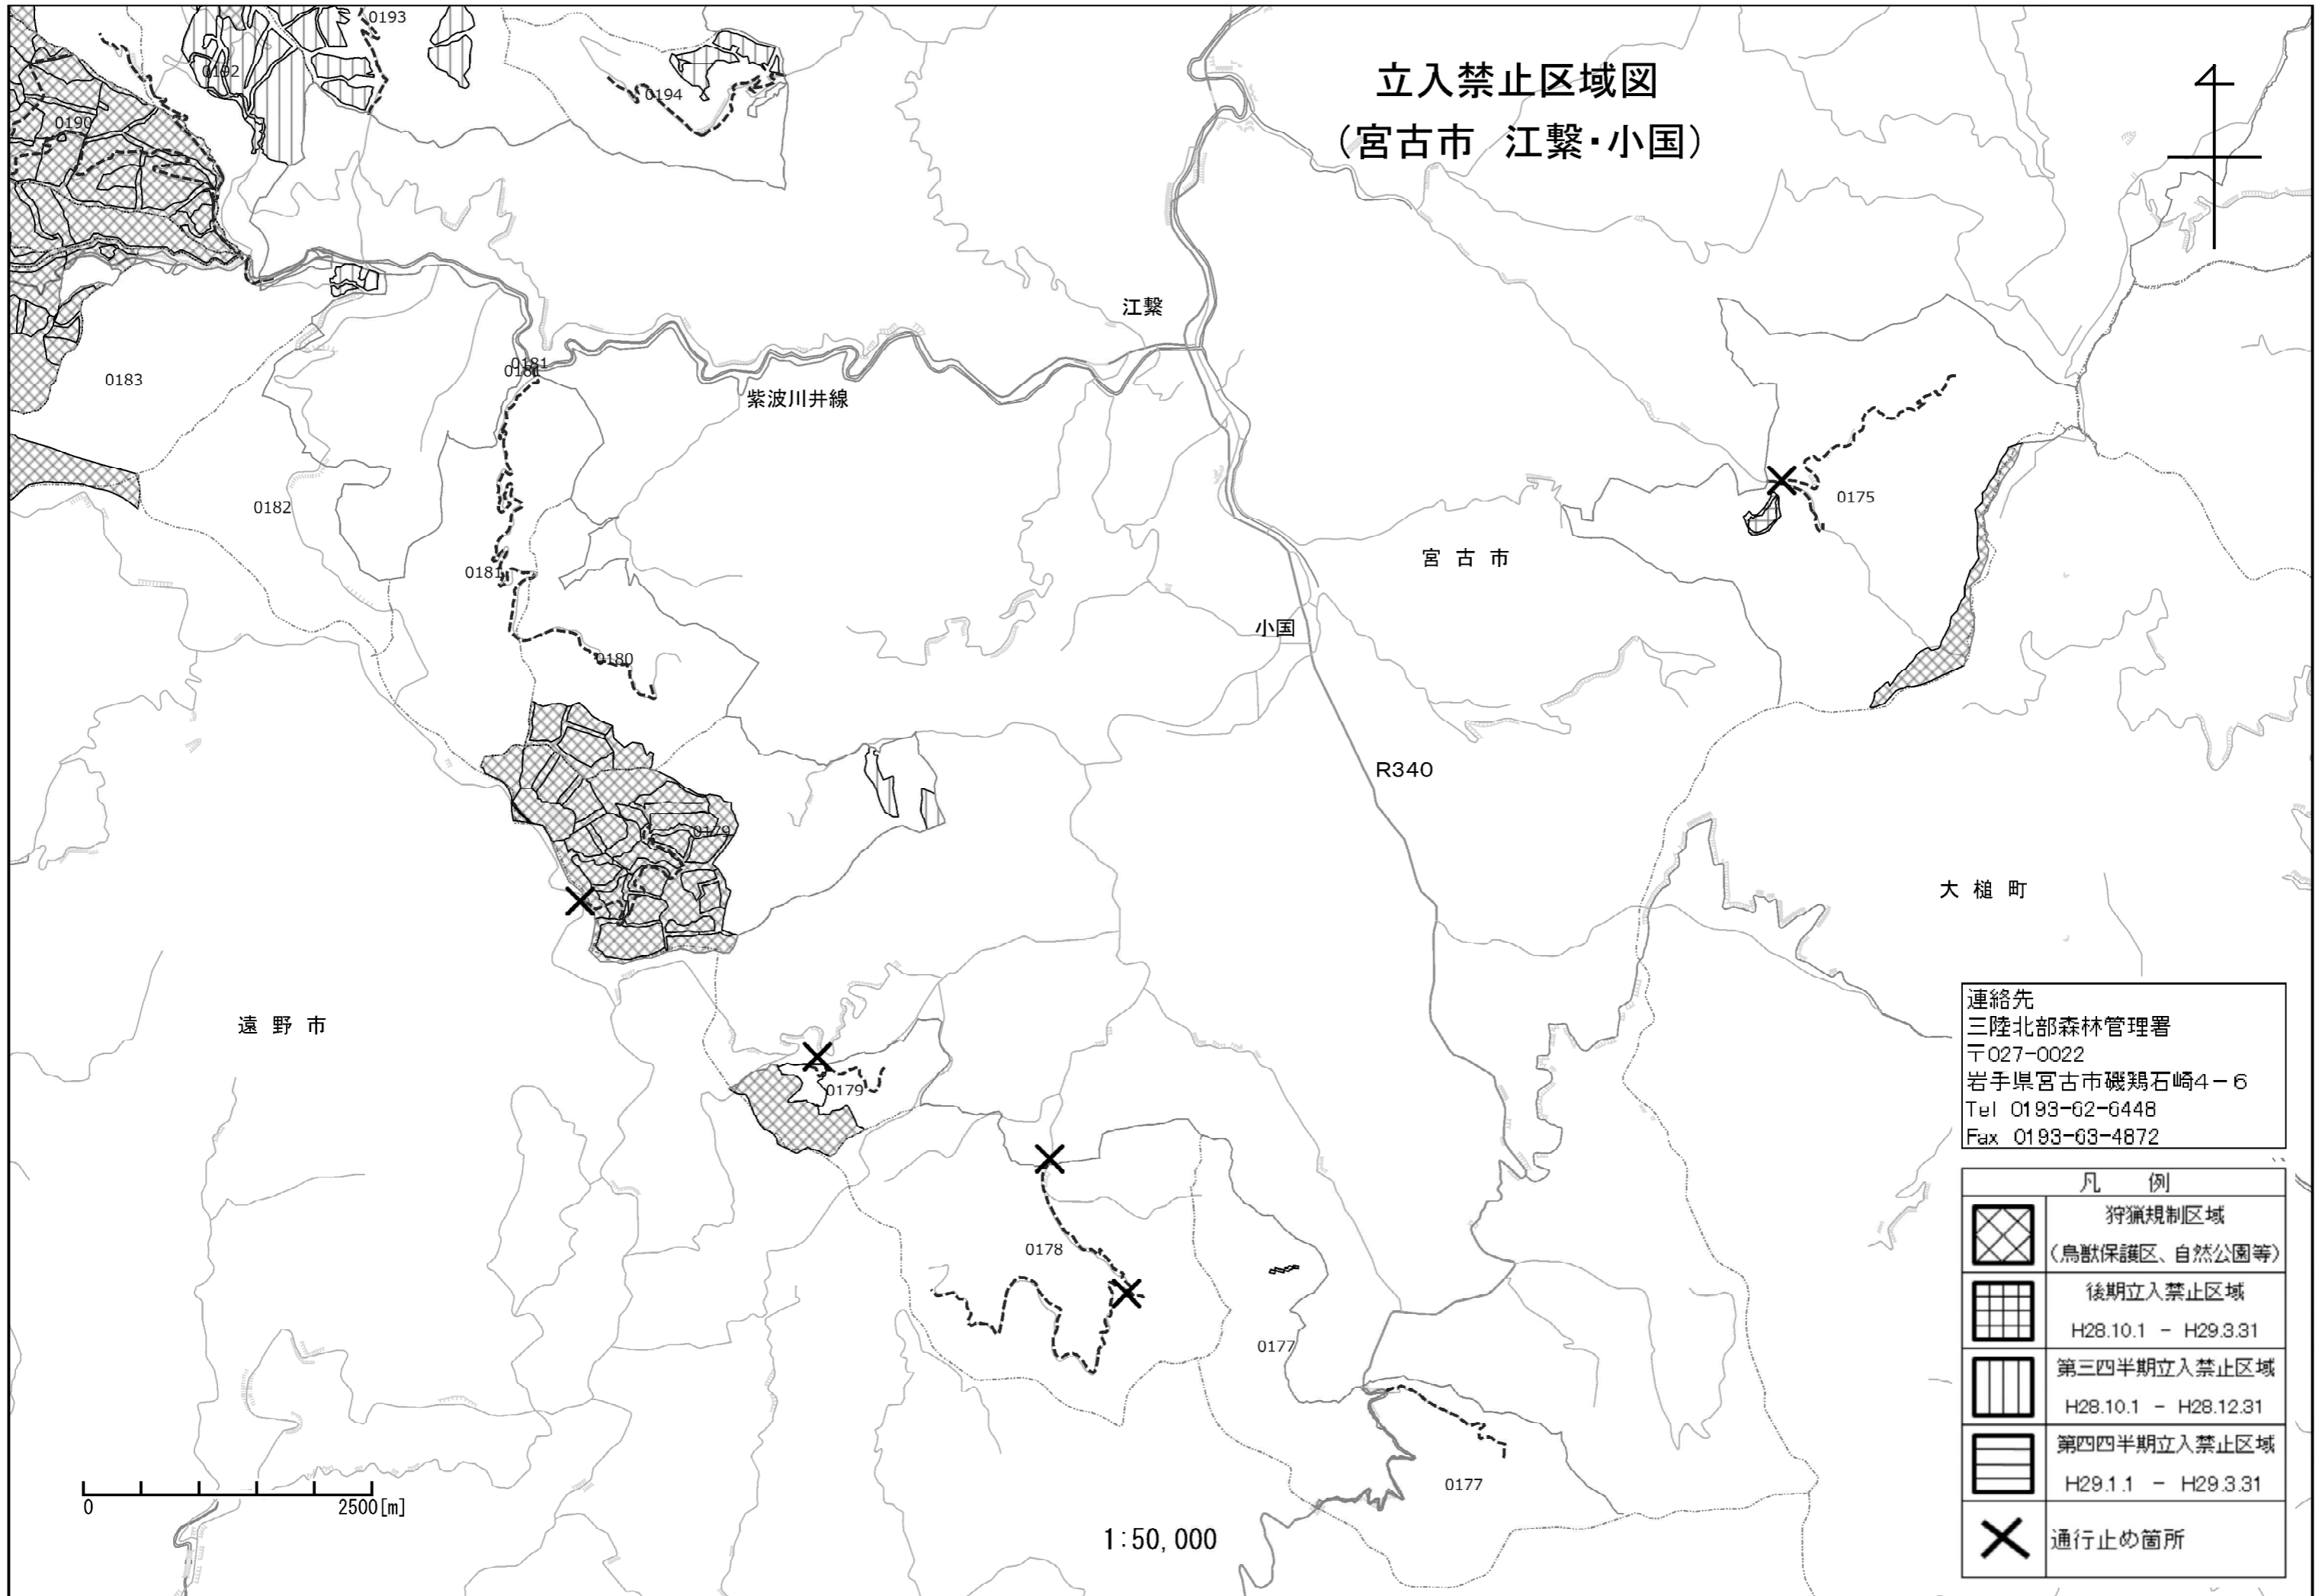 立入禁止区域図
（宮古市　江繋・小国）
0193
0192
0194
0190
江繋
0183
0181
0181
紫波川井線
0182
0175
宮 古 市
0181
小国
0180
R340
0179
大 槌 町
遠 野 市
0179
0178
0177
0177
連絡先
三陸北部森林管理署
〒027-0022
岩手県宮古市磯鶏石崎4－6
Tel 0193-62-6448
Fax 0193-63-4872
凡　例
狩猟規制区域
（鳥獣保護区、自然公園等）
後期立入禁止区域
H28.10.1 － H29.3.31
第三四半期立入禁止区域
H28.10.1 － H28.12.31
第四四半期立入禁止区域
H29.1.1 － H29.3.31
通行止め箇所
0 2500[m]
1:50,000